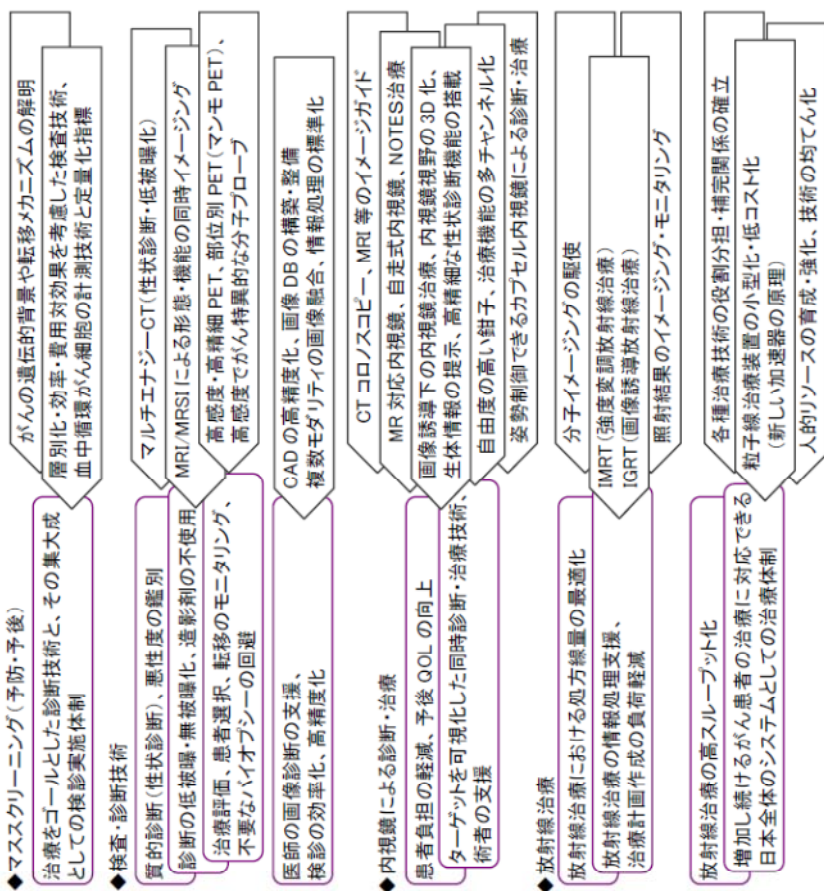 ◆マススクリーニング(予防・予後)
治療をゴールとした診断技術と、その集大成
としての検診実施体制
がんの遺伝的背景や転移メカニズムの解明
層別化・効率・費用対効果を考慮した検査技術、
血中循環がん細胞の計測技術と定量化指標
◆検査・診断技術
質的診断(性状診断)、悪性度の鑑別
診断の低被曝・無被曝化、造影剤の不使用
治療評価、患者選択、転移のモニタリング、
不要なバイオプシーの回避
マルチエナジーCT(性状診断・低被曝化)
MRI/MRSIによる形態・機能の同時イメージング
高感度・高精細PET、部位別PET(マンモPET)、
高感度でがん特異的な分子プローブ
医師の画像診断の支援、
検診の効率化、高精度化
CADの高精度化、画像DBの構築・整備
複数モダリティの画像融合、情報処理の標準化
◆内視鏡による診断・治療
患者負担の軽減、予後QOLの向上
ターゲットを可視化した同時診断・治療技術、
術者の支援
CTコロノスコピー、MRI等のイメージガイド
MR対応内視鏡、自走式内視鏡、NOTES治療
画像誘導下の内視鏡治療、内視鏡視野の3D化、
生体情報の提示、高精細な性状診断機能の搭載
自由度の高い鉗子、治療機能の多チャンネル化
姿勢制御できるカプセル内視鏡による診断・治療
◆放射線治療
放射線治療における処方線量の最適化
放射線治療の情報処理支援、
治療計画作成の負荷軽減
分子イメージングの駆使
IMRT(強度変調放射線治療)
IGRT(画像誘導放射線治療)
照射結果のイメージング・モニタリング
放射線治療の高スループット化
増加し続けるがん患者の治療に対応できる
日本全体のシステムとしての治療体制
各種治療技術の役割分担・補完関係の確立
粒子線治療装置の小型化・低コスト化
(新しい加速器の原理)
人的リソースの育成・強化、技術の均てん化